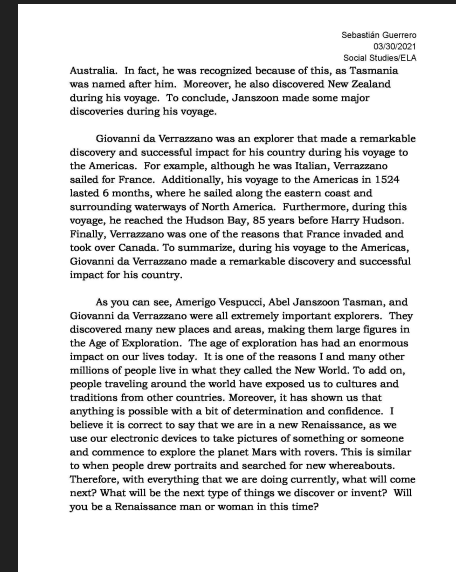 Sebastián Guerrero
03/30/2021
Social Studies/ELA
Australia.  In fact, he was recognized because of this, as Tasmania
was named after him.  Moreover, he also discovered New Zealand
during his voyage.  To conclude, Janszoon made some major
discoveries during his voyage.
Giovanni da Verrazzano was an explorer that made a remarkable
discovery and successful impact for his country during his voyage to
the Americas.  For example, although he was Italian, Verrazzano
sailed for France.  Additionally, his voyage to the Americas in 1524
lasted 6 months, where he sailed along the eastern coast and
surrounding waterways of North America.  Furthermore, during this
voyage, he reached the Hudson Bay, 85 years before Harry Hudson.
Finally, Verrazzano was one of the reasons that France invaded and
took over Canada. To summarize, during his voyage to the Americas,
Giovanni da Verrazzano made a remarkable discovery and successful
impact for his country.
As you can see, Amerigo Vespucci, Abel Janszoon Tasman, and
Giovanni da Verrazzano were all extremely important explorers.  They
discovered many new places and areas, making them large figures in
the Age of Exploration.  The age of exploration has had an enormous
impact on our lives today.  It is one of the reasons I and many other
millions of people live in what they called the New World. To add on,
people traveling around the world have exposed us to cultures and
traditions from other countries. Moreover, it has shown us that
anything is possible with a bit of determination and confidence.  I
believe it is correct to say that we are in a new Renaissance, as we
use our electronic devices to take pictures of something or someone
and commence to explore the planet Mars with rovers. This is similar
to when people drew portraits and searched for new whereabouts.
Therefore, with everything that we are doing currently, what will come
next? What will be the next type of things we discover or invent?  Will
you be a Renaissance man or woman in this time?